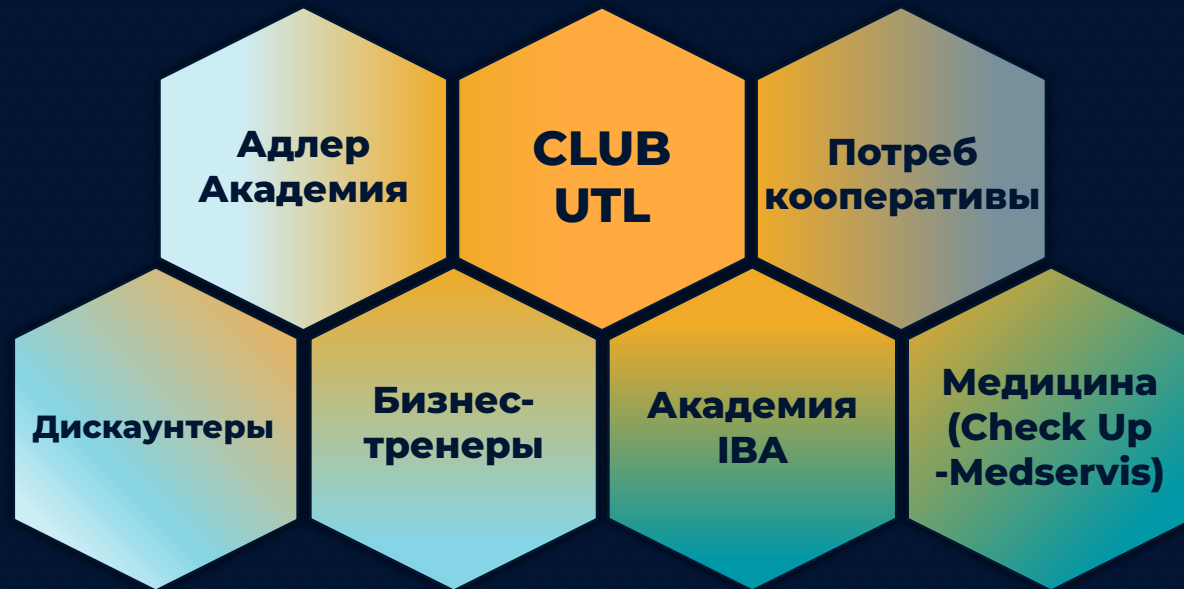 Адлер
Академия
CLUB
UTL
Потреб
кооперативы
Дискаунтеры
Бизнес-
тренеры
Академия
IBA
Медицина
(Check Up
-Medservis)